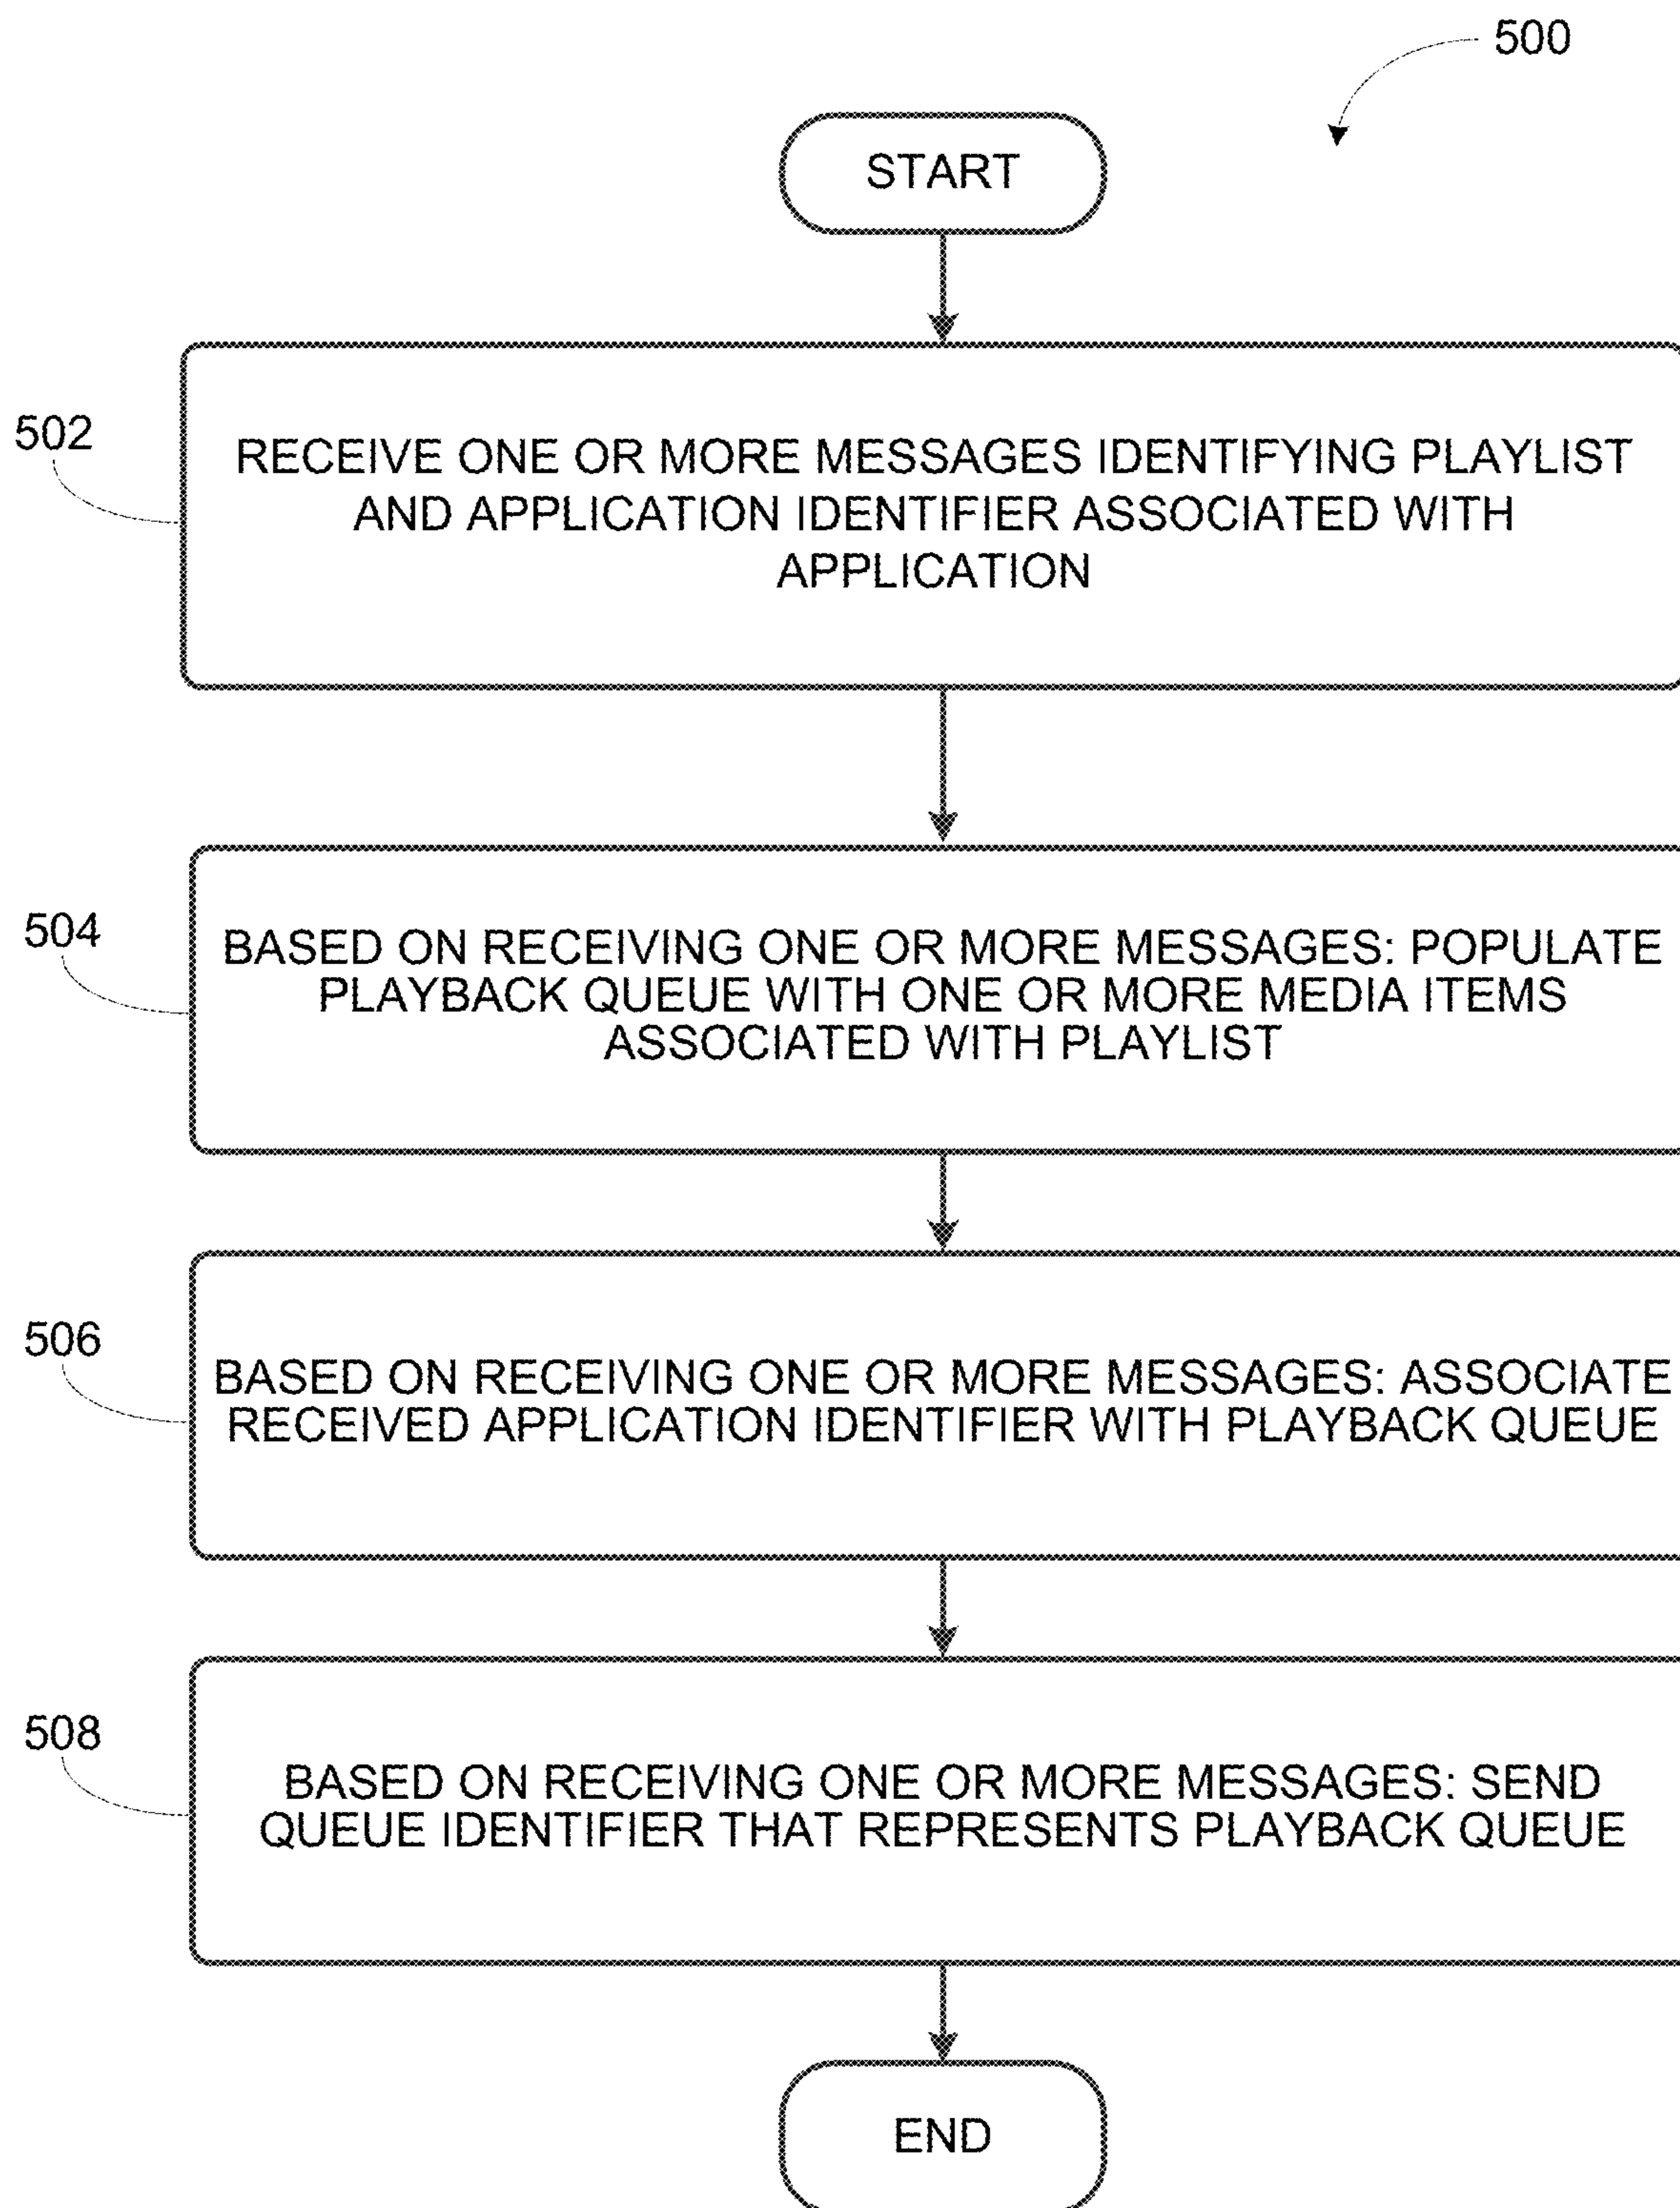 500
START
502
RECEIVE ONE OR MORE MESSAGES IDENTIFYING PLAYLIST
AND APPLICATION IDENTIFIER ASSOCIATED WITH
APPLICATION
504
BASED ON RECEIVING ONE OR MORE MESSAGES: POPULATE
PLAYBACK QUEUE WITH ONE OR MORE MEDIA ITEMS
ASSOCIATED WITH PLAYLIST
506
BASED ON RECEIVING ONE OR MORE MESSAGES: ASSOCIATE
RECEIVED APPLICATION IDENTIFIER WITH PLAYBACK QUEUE
508
BASED ON RECEIVING ONE OR MORE MESSAGES: SEND
QUEUE IDENTIFIER THAT REPRESENTS PLAYBACK QUEUE
END